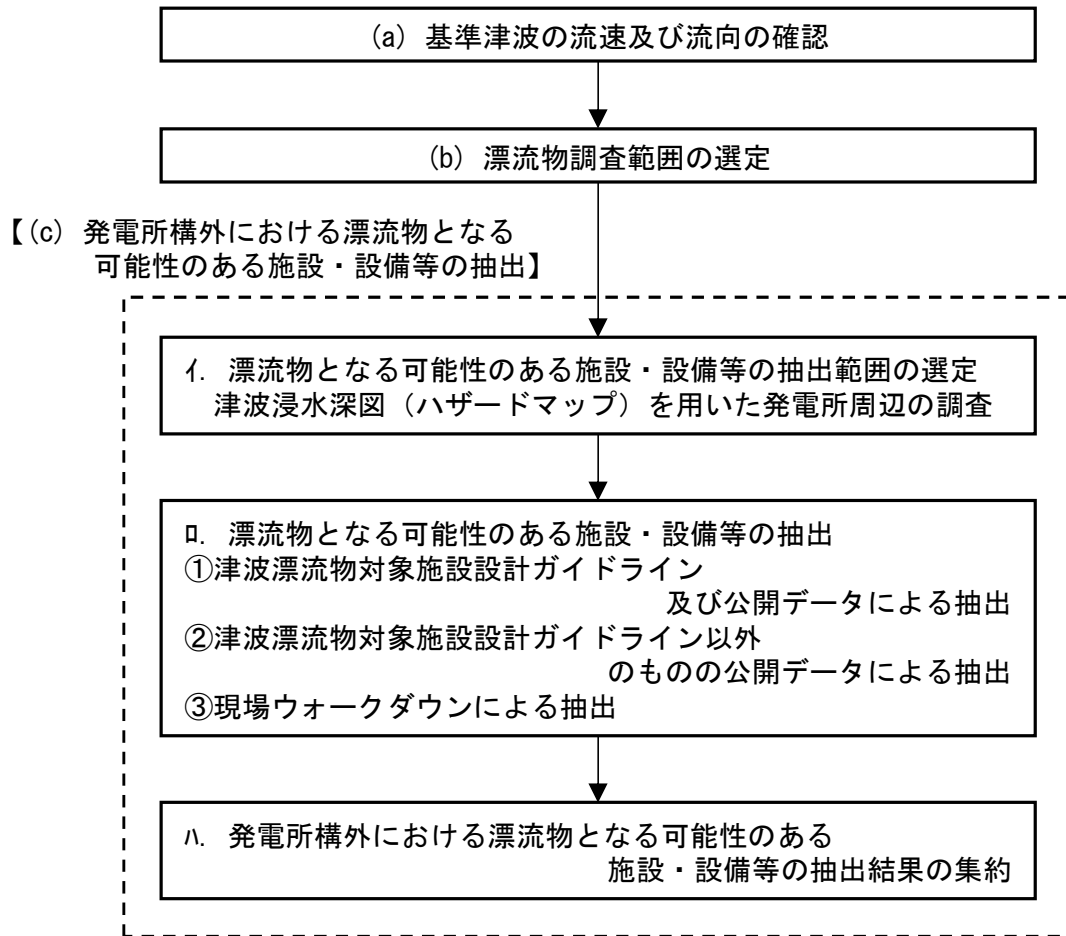 (a) 基準津波の流速及び流向の確認
(b) 漂流物調査範囲の選定
【(c) 発電所構外における漂流物となる
可能性のある施設・設備等の抽出】
ｲ. 漂流物となる可能性のある施設・設備等の抽出範囲の選定
津波浸水深図（ハザードマップ）を用いた発電所周辺の調査
ﾛ. 漂流物となる可能性のある施設・設備等の抽出
①津波漂流物対象施設設計ガイドライン
及び公開データによる抽出
②津波漂流物対象施設設計ガイドライン以外
のものの公開データによる抽出
③現場ウォークダウンによる抽出
ﾊ. 発電所構外における漂流物となる可能性のある
施設・設備等の抽出結果の集約